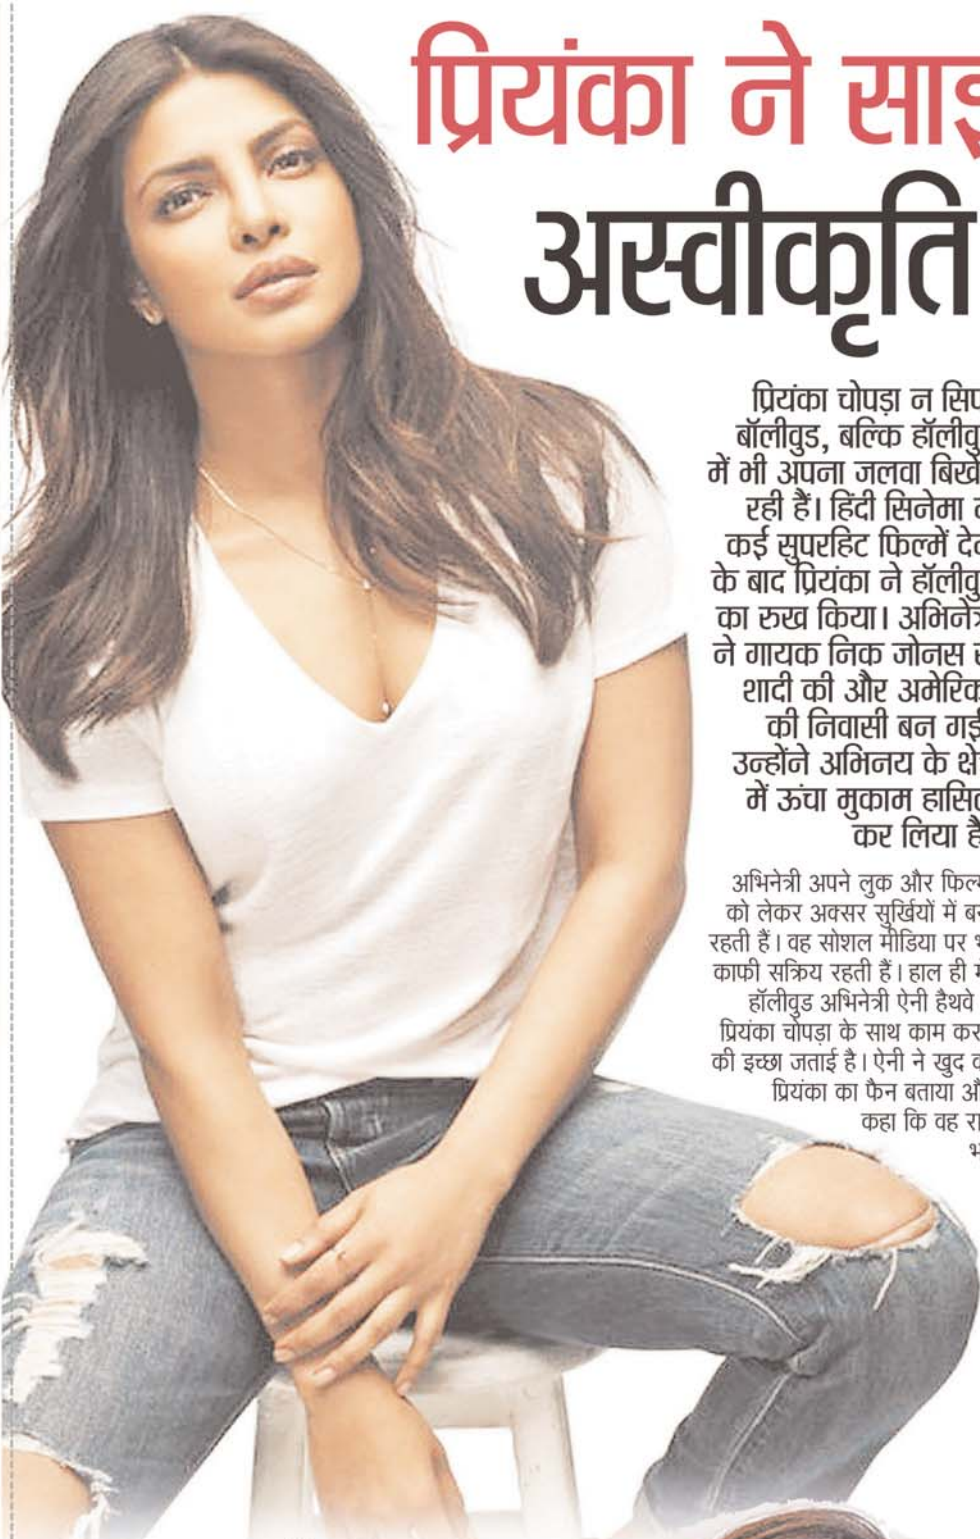 प्रियंका ने
अस्वीकृति
प्रियंका चोपड़ा न
बॉलीवुड, बल्कि
में भी अपना जलवा
रही हैं। हिंदी सिनेमा
कई सुपरहिट फिल्में
के बाद प्रियंका ने
का रुख किया।
ने गायक निक जोनस
शादी की और
की निवासी बन
उन्होंने अभिनय के
में ऊंचा मुकाम
कर लिया
अभिनेत्री अपने लुक और
को लेकर अक्सर सुर्खियों में
रहती हैं। वह सोशल मीडिया पर
काफी सक्रिय रहती हैं। हाल ही
हॉलीवुड अभिनेत्री ऐनी हैथवे
प्रियंका चोपड़ा के साथ काम
की इच्छा जताई है। ऐनी ने खुद
प्रियंका का फैन बताया
कहा कि वह